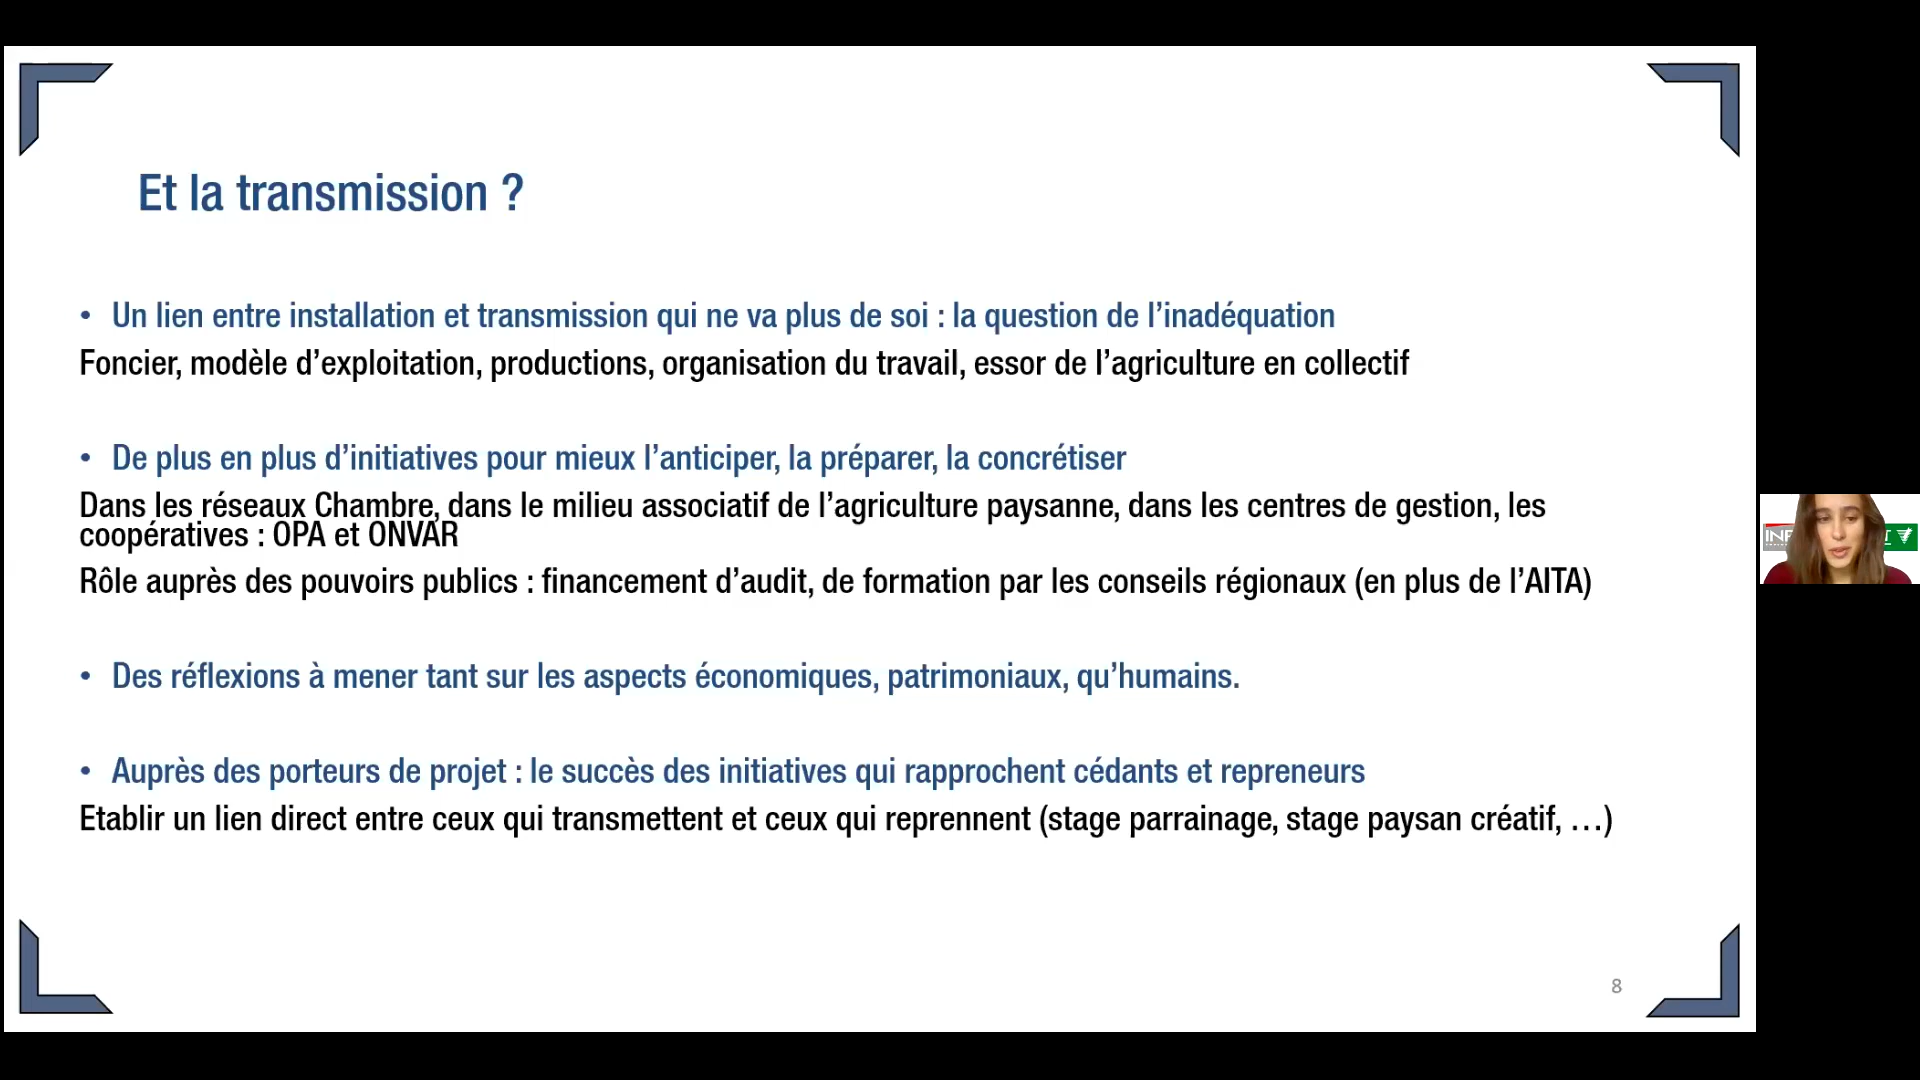 Et la transmission ?
• Un lien entre installation et transmission qui ne va plus de soi : la question de l’inadéquation
Foncier, modèle d’exploitation, productions, organisation du travail, essor de l’agriculture en collectif
• De plus en plus d’initiatives pour mieux l’anticiper, la préparer, la concrétiser
Dans les réseaux Chambre, dans le milieu associatif de l’agriculture paysanne, dans les centres de gestion, les
coopératives : OPA et ONVAR
Rôle auprès des pouvoirs publics : financement d’audit, de formation par les conseils régionaux (en plus de l’AITA)
• Des réflexions à mener tant sur les aspects économiques, patrimoniaux, qu’humains.
• Auprès des porteurs de projet : le succès des initiatives qui rapprochent cédants et repreneurs
Etablir un lien direct entre ceux qui transmettent et ceux qui reprennent (stage parrainage, stage paysan créatif, …)
8